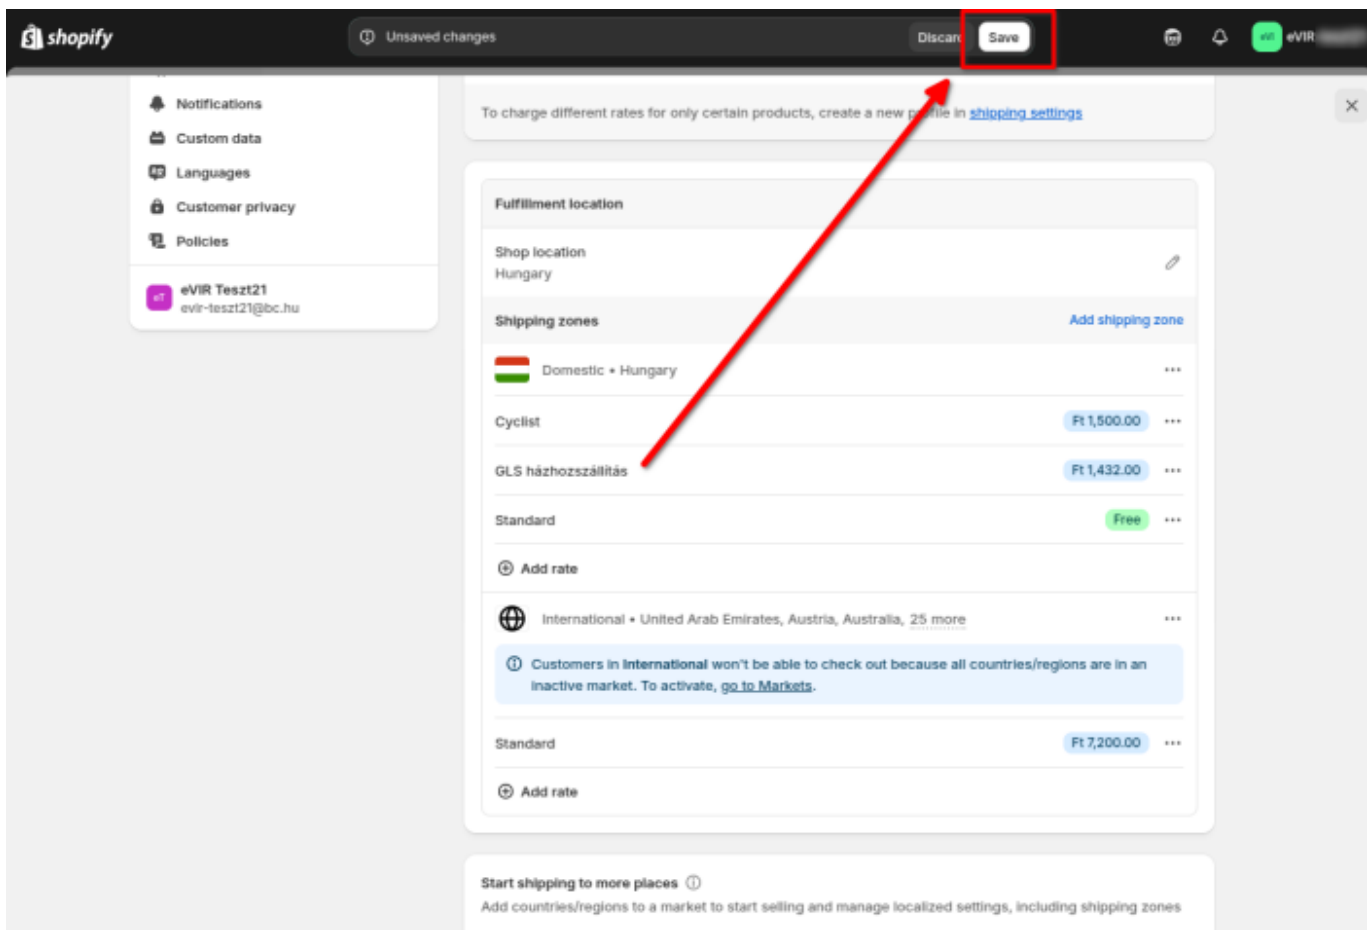 shopify
Unsaved changes
Discard
Save
eVIR
eVIR
Notifications
Custom data
Languages
Customer privacy
Policies
eT
eVIR Teszt21
evir-teszt21@bc.hu
To charge different rates for only certain products, create a new profile in shipping settings
Fulfillment location
Shop location
Hungary
Shipping zones
Add shipping zone
Domestic • Hungary
Cyclist
Ft 1,500.00
GLS házhozszállítás
Ft 1,432.00
Standard
Free
Add rate
International • United Arab Emirates, Austria, Australia, 25 more
Customers in International won't be able to check out because all countries/regions are in an
inactive market. To activate, go to Markets.
Standard
Ft 7,200.00
Add rate
Start shipping to more places
Add countries/regions to a market to start selling and manage localized settings, including shipping zones